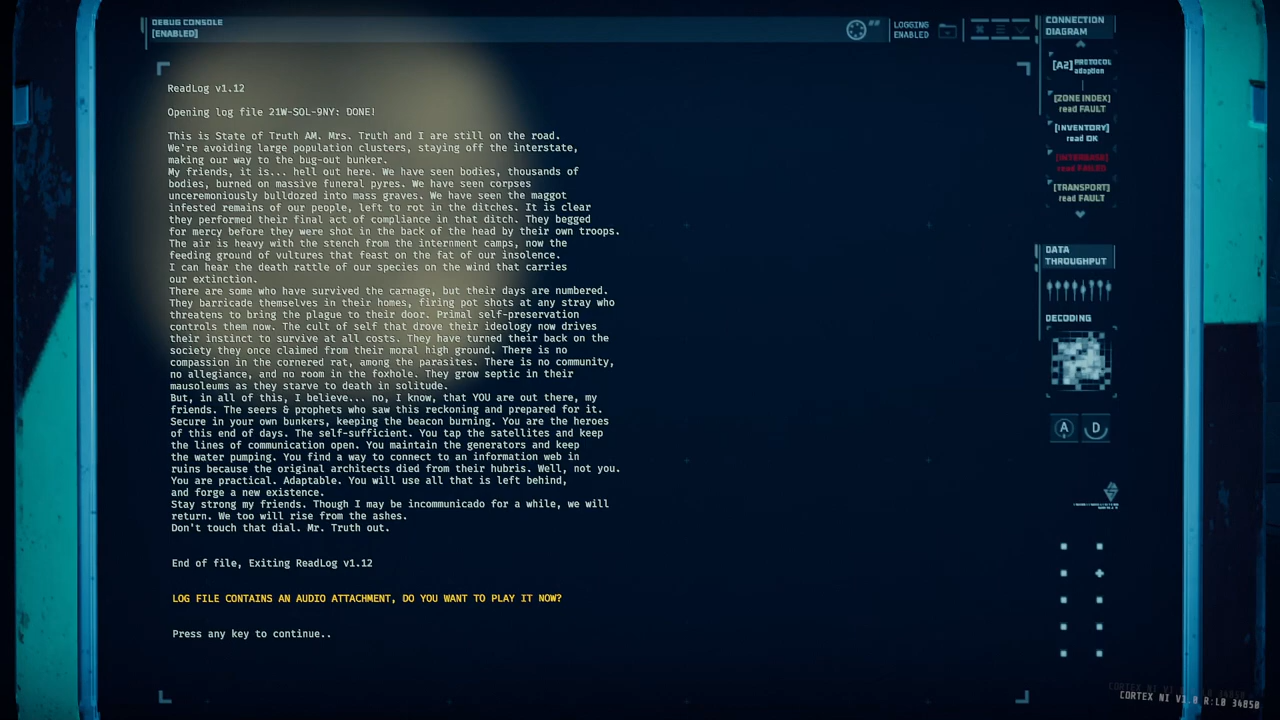 DEBUG CONSOLE
[ENABLED]
LOGGING
ENABLED
CONNECTION
DIAGRAM
[A2] PROTOCOL
adaption
[ZONE INDEX]
read FAULT
[INVENTORY]
read OK
[INTERBASE]
read FAILED
[TRANSPORT]
read FAULT
DATA
THROUGHPUT
DECODING
A D
ReadLog v1.12
Opening log file 21W-SOL-9NY: DONE!
This is State of Truth AM. Mrs. Truth and I are still on the road.
We're avoiding large population clusters, staying off the interstate,
making our way to the bug-out bunker.
My friends, it is... hell out here. We have seen bodies, thousands of
bodies, burned on massive funeral pyres. We have seen corpses
unceremoniously bulldozed into mass graves. We have seen the maggot
infested remains of our people, left to rot in the ditches. It is clear
they performed their final act of compliance in that ditch. They begged
for mercy before they were shot in the back of the head by their own troops.
The air is heavy with the stench from the internment camps, now the
feeding ground of vultures that feast on the fat of our insolence.
I can hear the death rattle of our species on the wind that carries
our extinction.
There are some who have survived the carnage, but their days are numbered.
They barricade themselves in their homes, firing pot shots at any stray who
threatens to bring the plague to their door. Primal self-preservation
controls them now. The cult of self that drove their ideology now drives
their instinct to survive at all costs. They have turned their back on the
society they once claimed from their moral high ground. There is no
compassion in the cornered rat, among the parasites. There is no community,
no allegiance, and no room in the foxhole. They grow septic in their
mausoleums as they starve to death in solitude.
But, in all of this, I believe... no, I know, that YOU are out there, my
friends. The seers & prophets who saw this reckoning and prepared for it.
Secure in your own bunkers, keeping the beacon burning. You are the heroes
of this end of days. The self-sufficient. You tap the satellites and keep
the lines of communication open. You maintain the generators and keep
the water pumping. You find a way to connect to an information web in
ruins because the original architects died from their hubris. Well, not you.
You are practical. Adaptable. You will use all that is left behind,
and forge a new existence.
Stay strong my friends. Though I may be incommunicado for a while, we will
return. We too will rise from the ashes.
Don't touch that dial. Mr. Truth out.
End of file, Exiting ReadLog v1.12
LOG FILE CONTAINS AN AUDIO ATTACHMENT, DO YOU WANT TO PLAY IT NOW?
Press any key to continue..
CORTEX NI V1.0 R:L0 34850